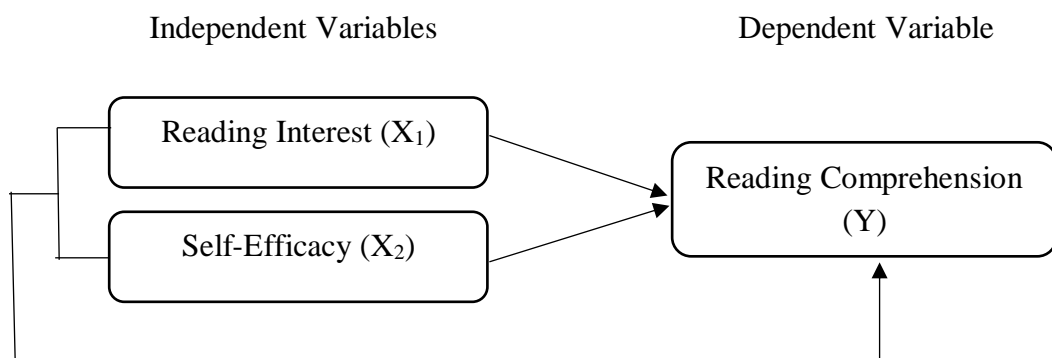 Independent Variables
Dependent Variable
Reading Interest (X₁)
Self-Efficacy (X₂)
Reading Comprehension
(Y)